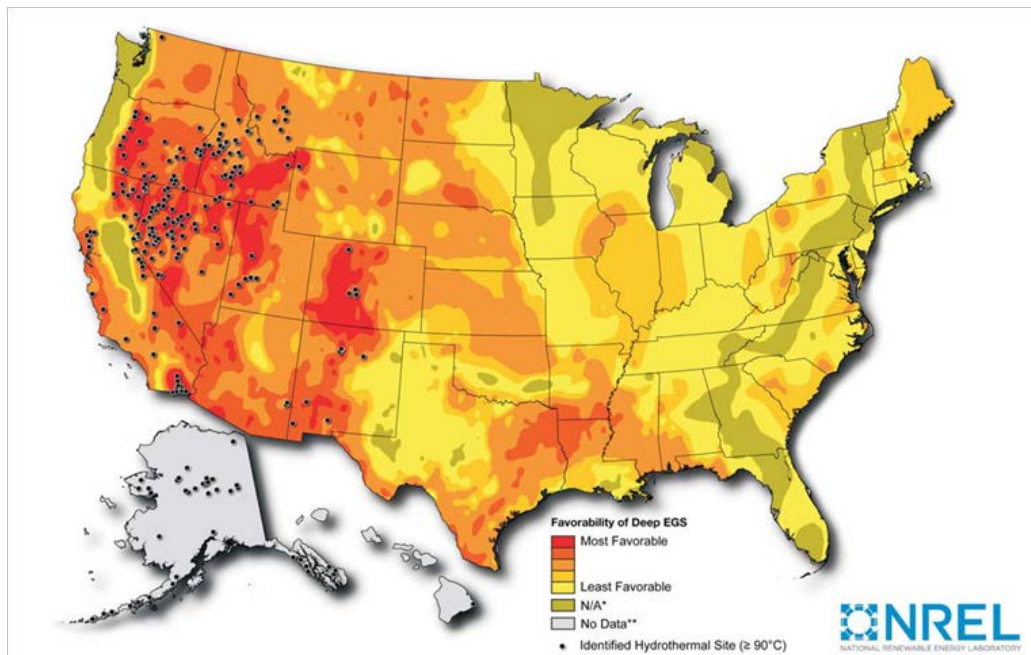 Favorability of Deep EGS
Most Favorable
Least Favorable
N/A*
No Data**
Identified Hydrothermal Site (≥ 90°C)
NREL
NATIONAL RENEWABLE ENERGY LABORATORY